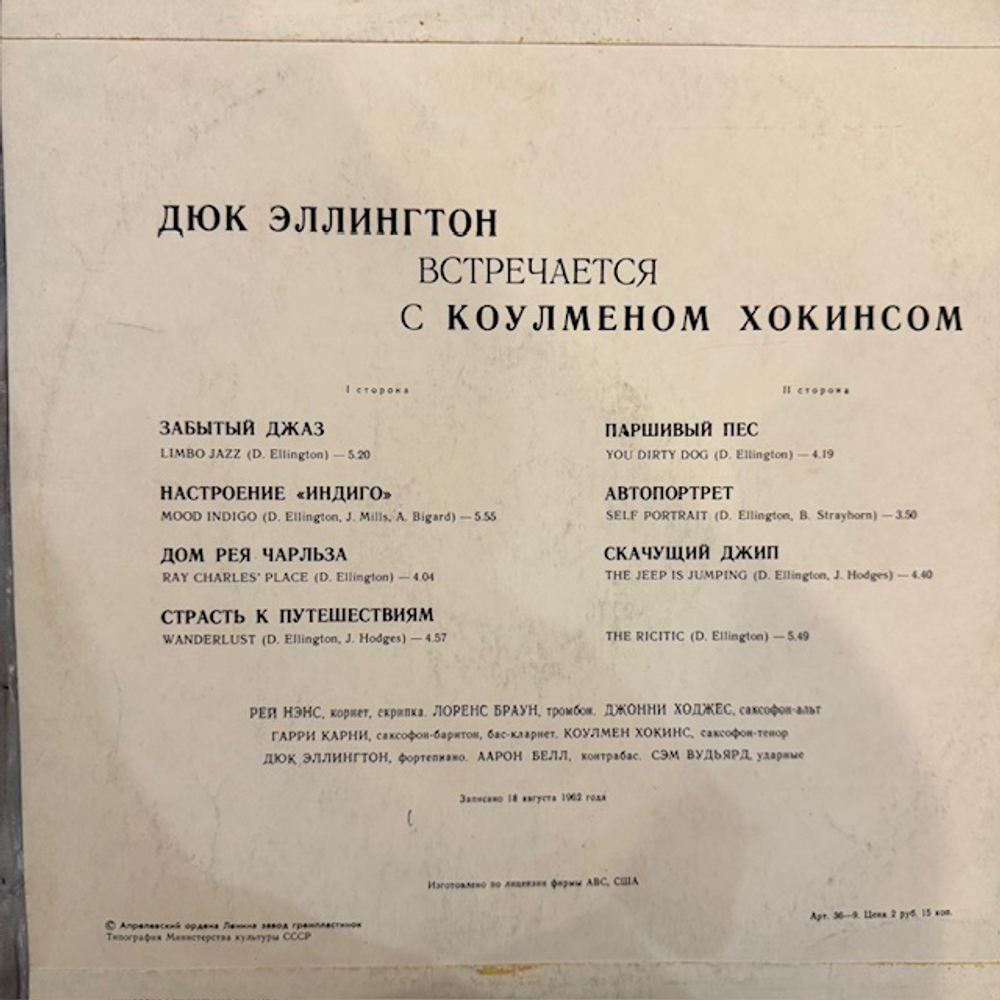 ДЮК ЭЛЛИНГТОН
ВСТРЕЧАЕТСЯ
С КОУЛМЕНОМ ХОКИНСОМ
I сторона
ЗАБЫТЫЙ ДЖАЗ
LIMBO JAZZ (D. Ellington) — 5.20
НАСТРОЕНИЕ «ИНДИГО»
MOOD INDIGO (D. Ellington, J. Mills, A. Bigard) — 5.55
ДОМ РЕЯ ЧАРЛЬЗА
RAY CHARLES' PLACE (D. Ellington) — 4.04
СТРАСТЬ К ПУТЕШЕСТВИЯМ
WANDERLUST (D. Ellington, J. Hodges) — 4.57
II сторона
ПАРШИВЫЙ ПЕС
YOU DIRTY DOG (D. Ellington) — 4.19
АВТОПОРТРЕТ
SELF PORTRAIT (D. Ellington, B. Strayhorn) — 3.50
СКАЧУЩИЙ ДЖИП
THE JEEP IS JUMPING (D. Ellington, J. Hodges) — 4.40
THE RICITIC (D. Ellington) — 5.49
РЕЙ НЭНС, корнет, скрипка. ЛОРЕНС БРАУН, тромбон. ДЖОННИ ХОДЖЕС, саксофон-альт
ГАРРИ КАРНИ, саксофон-баритон, бас-кларнет. КОУЛМЕН ХОКИНС, саксофон-тенор
ДЮК ЭЛЛИНГТОН, фортепиано. ААРОН БЕЛЛ, контрабас. СЭМ ВУДЬЯРД, ударные
Записано 18 августа 1962 года
Изготовлено по лицензии фирмы АВС, США
© Апрелевский ордена Ленина завод грампластинок
Типография Министерства культуры СССР
Арт. 36—9. Цена 2 руб. 15 коп.